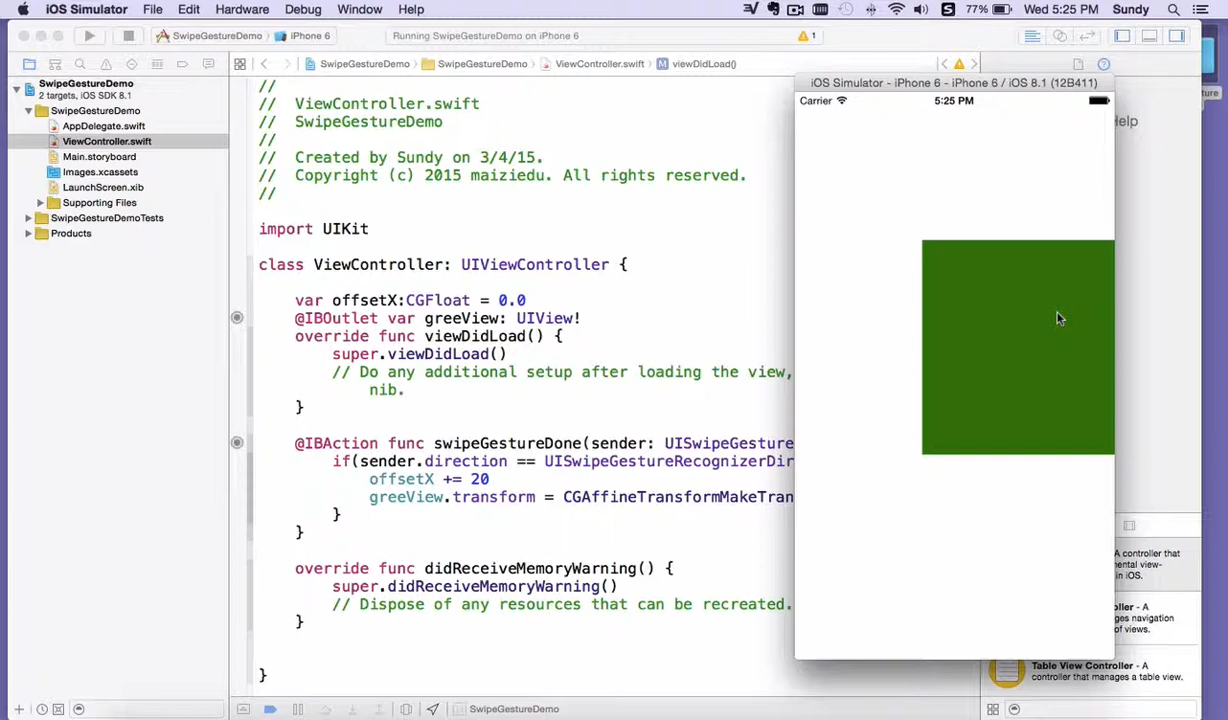 iOS Simulator File Edit Hardware Debug Window Help
77% Wed 5:25 PM Sundy
SwipeGestureDemo iPhone 6
Running SwipeGestureDemo on iPhone 6
1
SwipeGestureDemo SwipeGestureDemo ViewController.swift M viewDidLoad()
SwipeGestureDemo
2 targets, iOS SDK 8.1
SwipeGestureDemo
AppDelegate.swift
ViewController.swift
Main.storyboard
Images.xcassets
LaunchScreen.xib
Supporting Files
SwipeGestureDemoTests
Products
//
// ViewController.swift
// SwipeGestureDemo
//
// Created by Sundy on 3/4/15.
// Copyright (c) 2015 maiziedu. All rights reserved.
//
import UIKit
class ViewController: UIViewController {
var offsetX:CGFloat = 0.0
@IBOutlet var greeView: UIView!
override func viewDidLoad() {
super.viewDidLoad()
// Do any additional setup after loading the view,
nib.
}
@IBAction func swipeGestureDone(sender: UISwipeGesture
if(sender.direction == UISwipeGestureRecognizerDir
offsetX += 20
greeView.transform = CGAffineTransformMakeTran
}
}
override func didReceiveMemoryWarning() {
super.didReceiveMemoryWarning()
// Dispose of any resources that can be recreated.
}
}
iOS Simulator - iPhone 6 - iPhone 6 / iOS 8.1 (12B411)
Carrier 5:25 PM
Help
A controller that
mental view-
in iOS.
ller - A
ges navigation
of views.
Table View Controller - A
controller that manages a table view.
SwipeGestureDemo